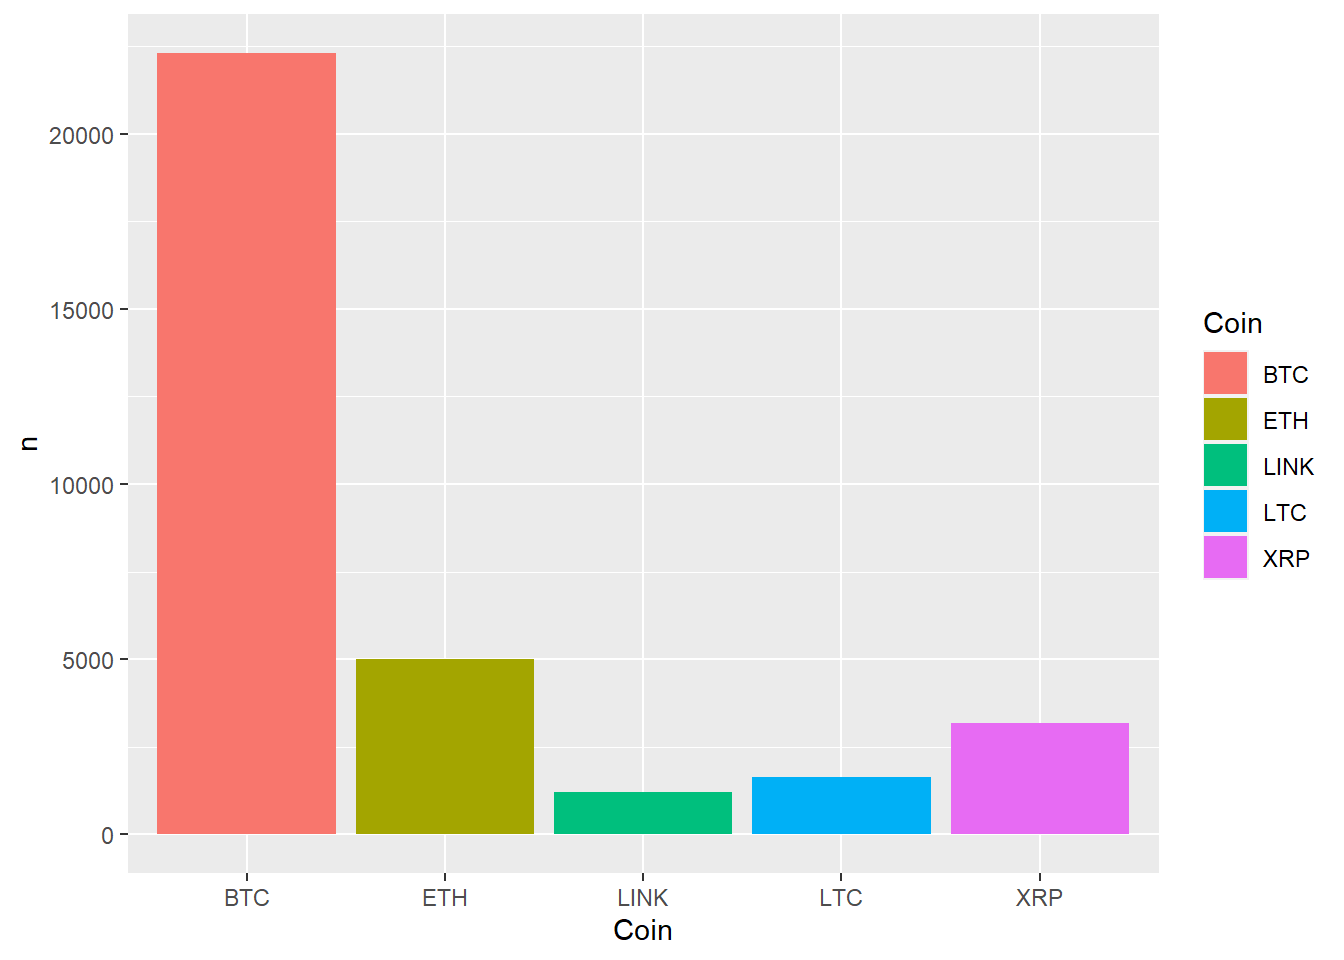 20000
15000
10000
5000
0
n
BTC
ETH
LINK
LTC
XRP
Coin
Coin
BTC
ETH
LINK
LTC
XRP